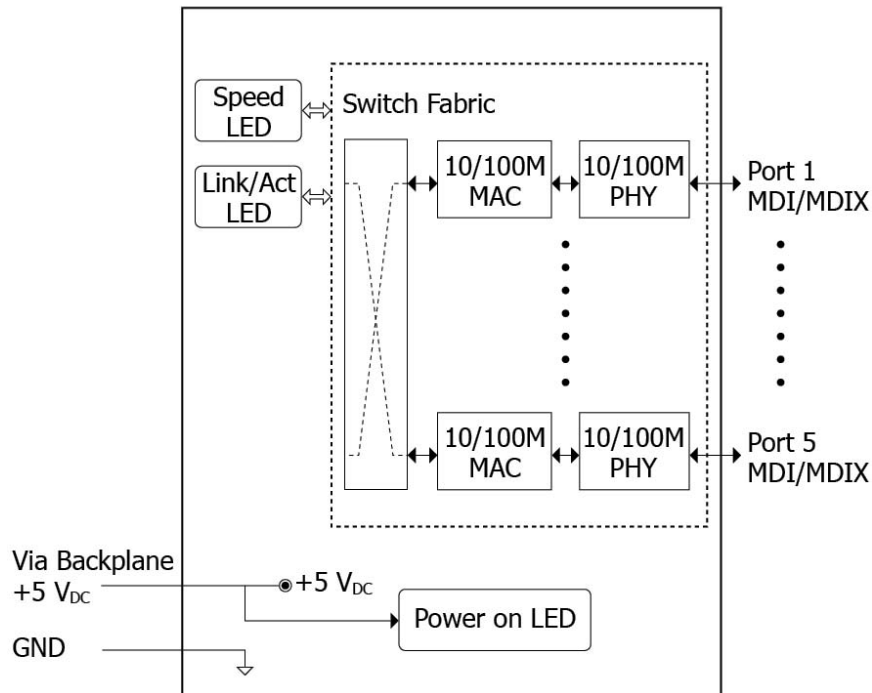 Speed
LED
Switch Fabric
Link/Act
LED
10/100M
MAC
10/100M
PHY
Port 1
MDI/MDIX
10/100M
MAC
10/100M
PHY
Port 5
MDI/MDIX
Via Backplane
+5 VDC
+5 VDC
Power on LED
GND